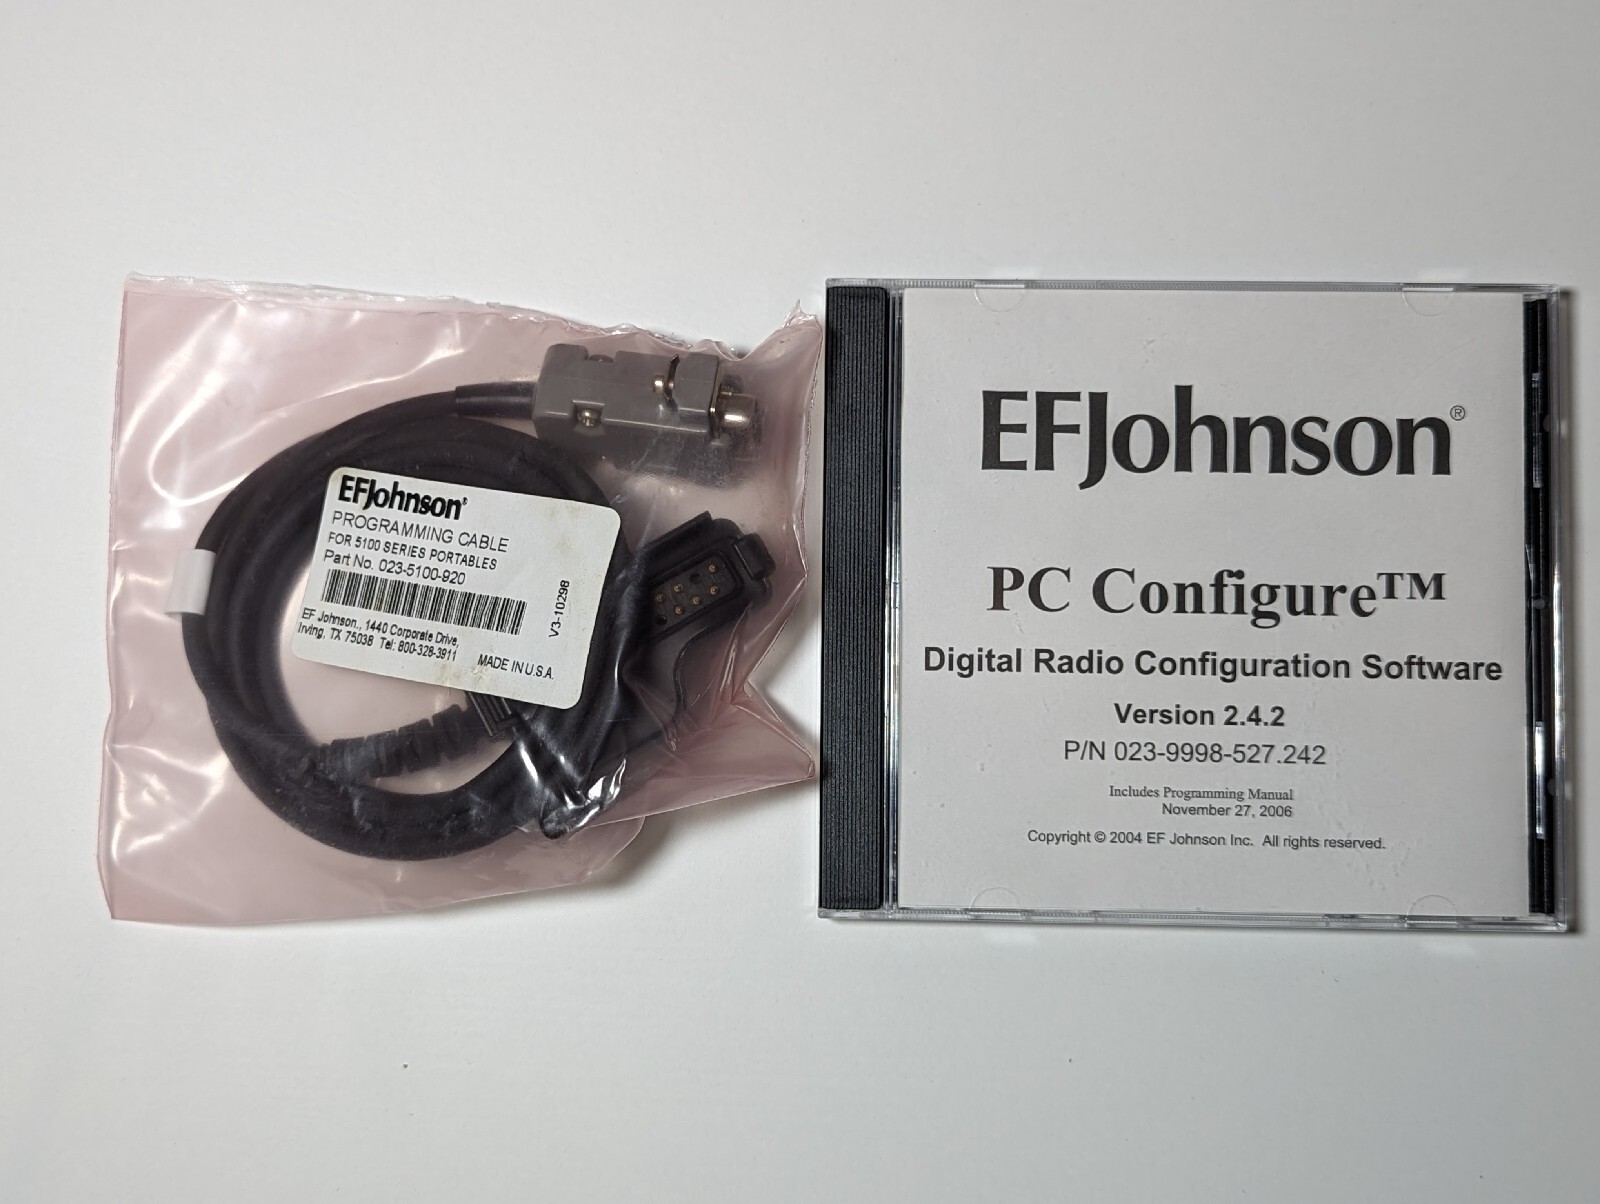 EFJohnson®
PROGRAMMING CABLE
FOR 5100 SERIES PORTABLES
Part No. 023-5100-920
V3-10298
EF Johnson., 1440 Corporate Drive,
Irving, TX 75038 Tel: 800-328-3911
MADE IN U.S.A.
EFJohnson®
PC Configure™
Digital Radio Configuration Software
Version 2.4.2
P/N 023-9998-527.242
Includes Programming Manual
November 27, 2006
Copyright © 2004 EF Johnson Inc. All rights reserved.